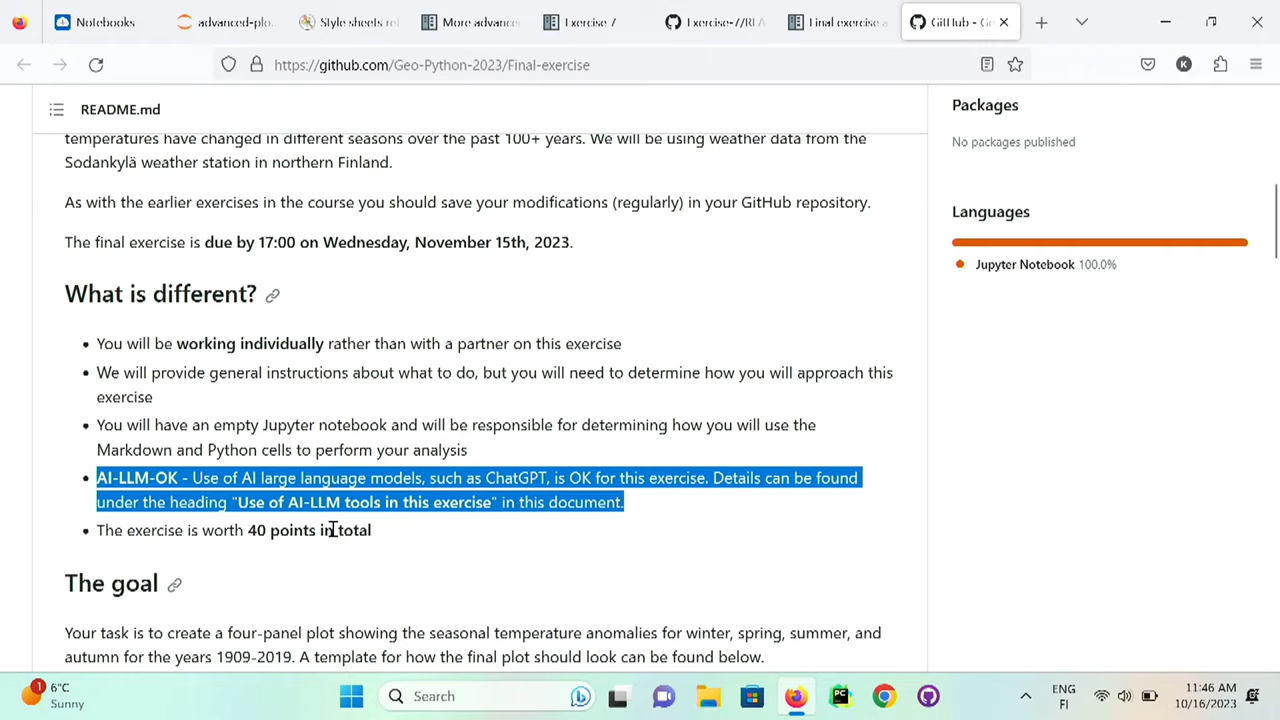 Notebooks
advanced-plo
Style sheets re
More advance
Exercise 7
Final exercise a
GitHub - Ge
https://github.com/Geo-Python-2023/Final-exercise
K
README.md
temperatures have changed in different seasons over the past 100+ years. We will be using weather data from the
Sodankylä weather station in northern Finland.
As with the earlier exercises in the course you should save your modifications (regularly) in your GitHub repository.
The final exercise is due by 17:00 on Wednesday, November 15th, 2023.
What is different?
You will be working individually rather than with a partner on this exercise
We will provide general instructions about what to do, but you will need to determine how you will approach this
exercise
You will have an empty Jupyter notebook and will be responsible for determining how you will use the
Markdown and Python cells to perform your analysis
AI-LLM-OK - Use of AI large language models, such as ChatGPT, is OK for this exercise. Details can be found
under the heading "Use of AI-LLM tools in this exercise" in this document.
The exercise is worth 40 points in total
The goal
Your task is to create a four-panel plot showing the seasonal temperature anomalies for winter, spring, summer, and
autumn for the years 1909-2019. A template for how the final plot should look can be found below.
Packages
No packages published
Languages
Jupyter Notebook 100.0%
1
6°C
Sunny
Search
ENG
FI
11:46 AM
10/16/2023